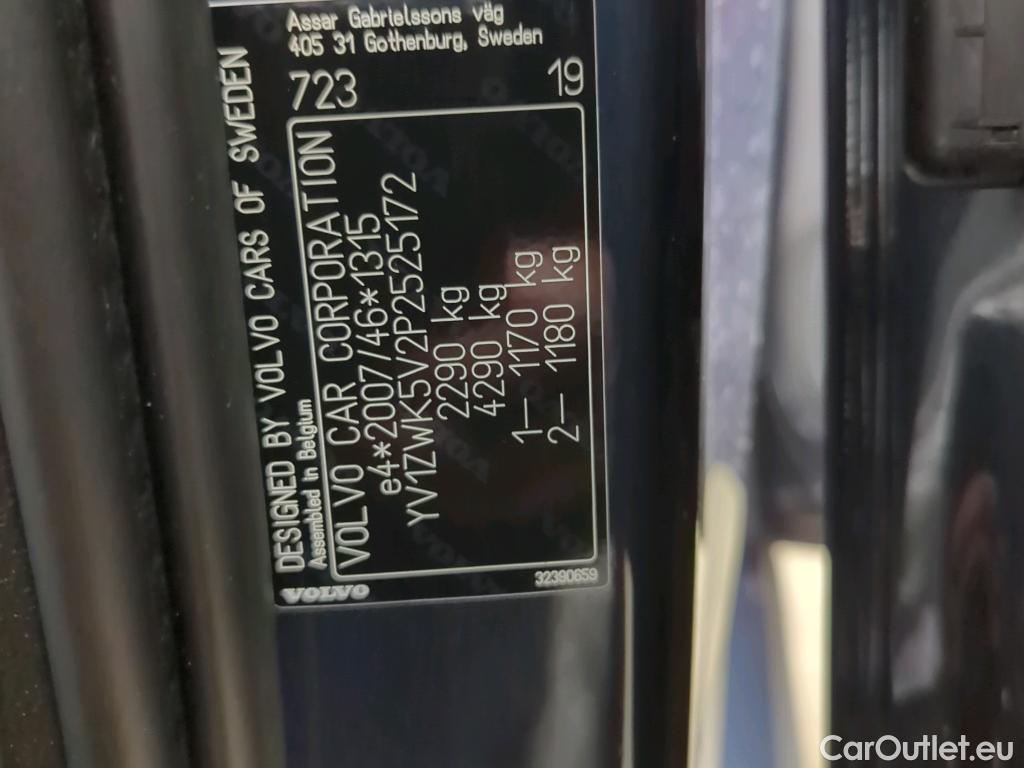 DESIGNED BY VOLVO CARS OF SWEDEN
Assembled in Belgium
Assar Gabrielssons väg
405 31 Gothenburg, Sweden
723
19
VOLVO CAR CORPORATION
e4*2007/46*1315
YV1ZWK5V2P2525172
2290 kg
4290 kg
1— 1170 kg
2— 1180 kg
VOLVO
32390659
CarOutlet.eu